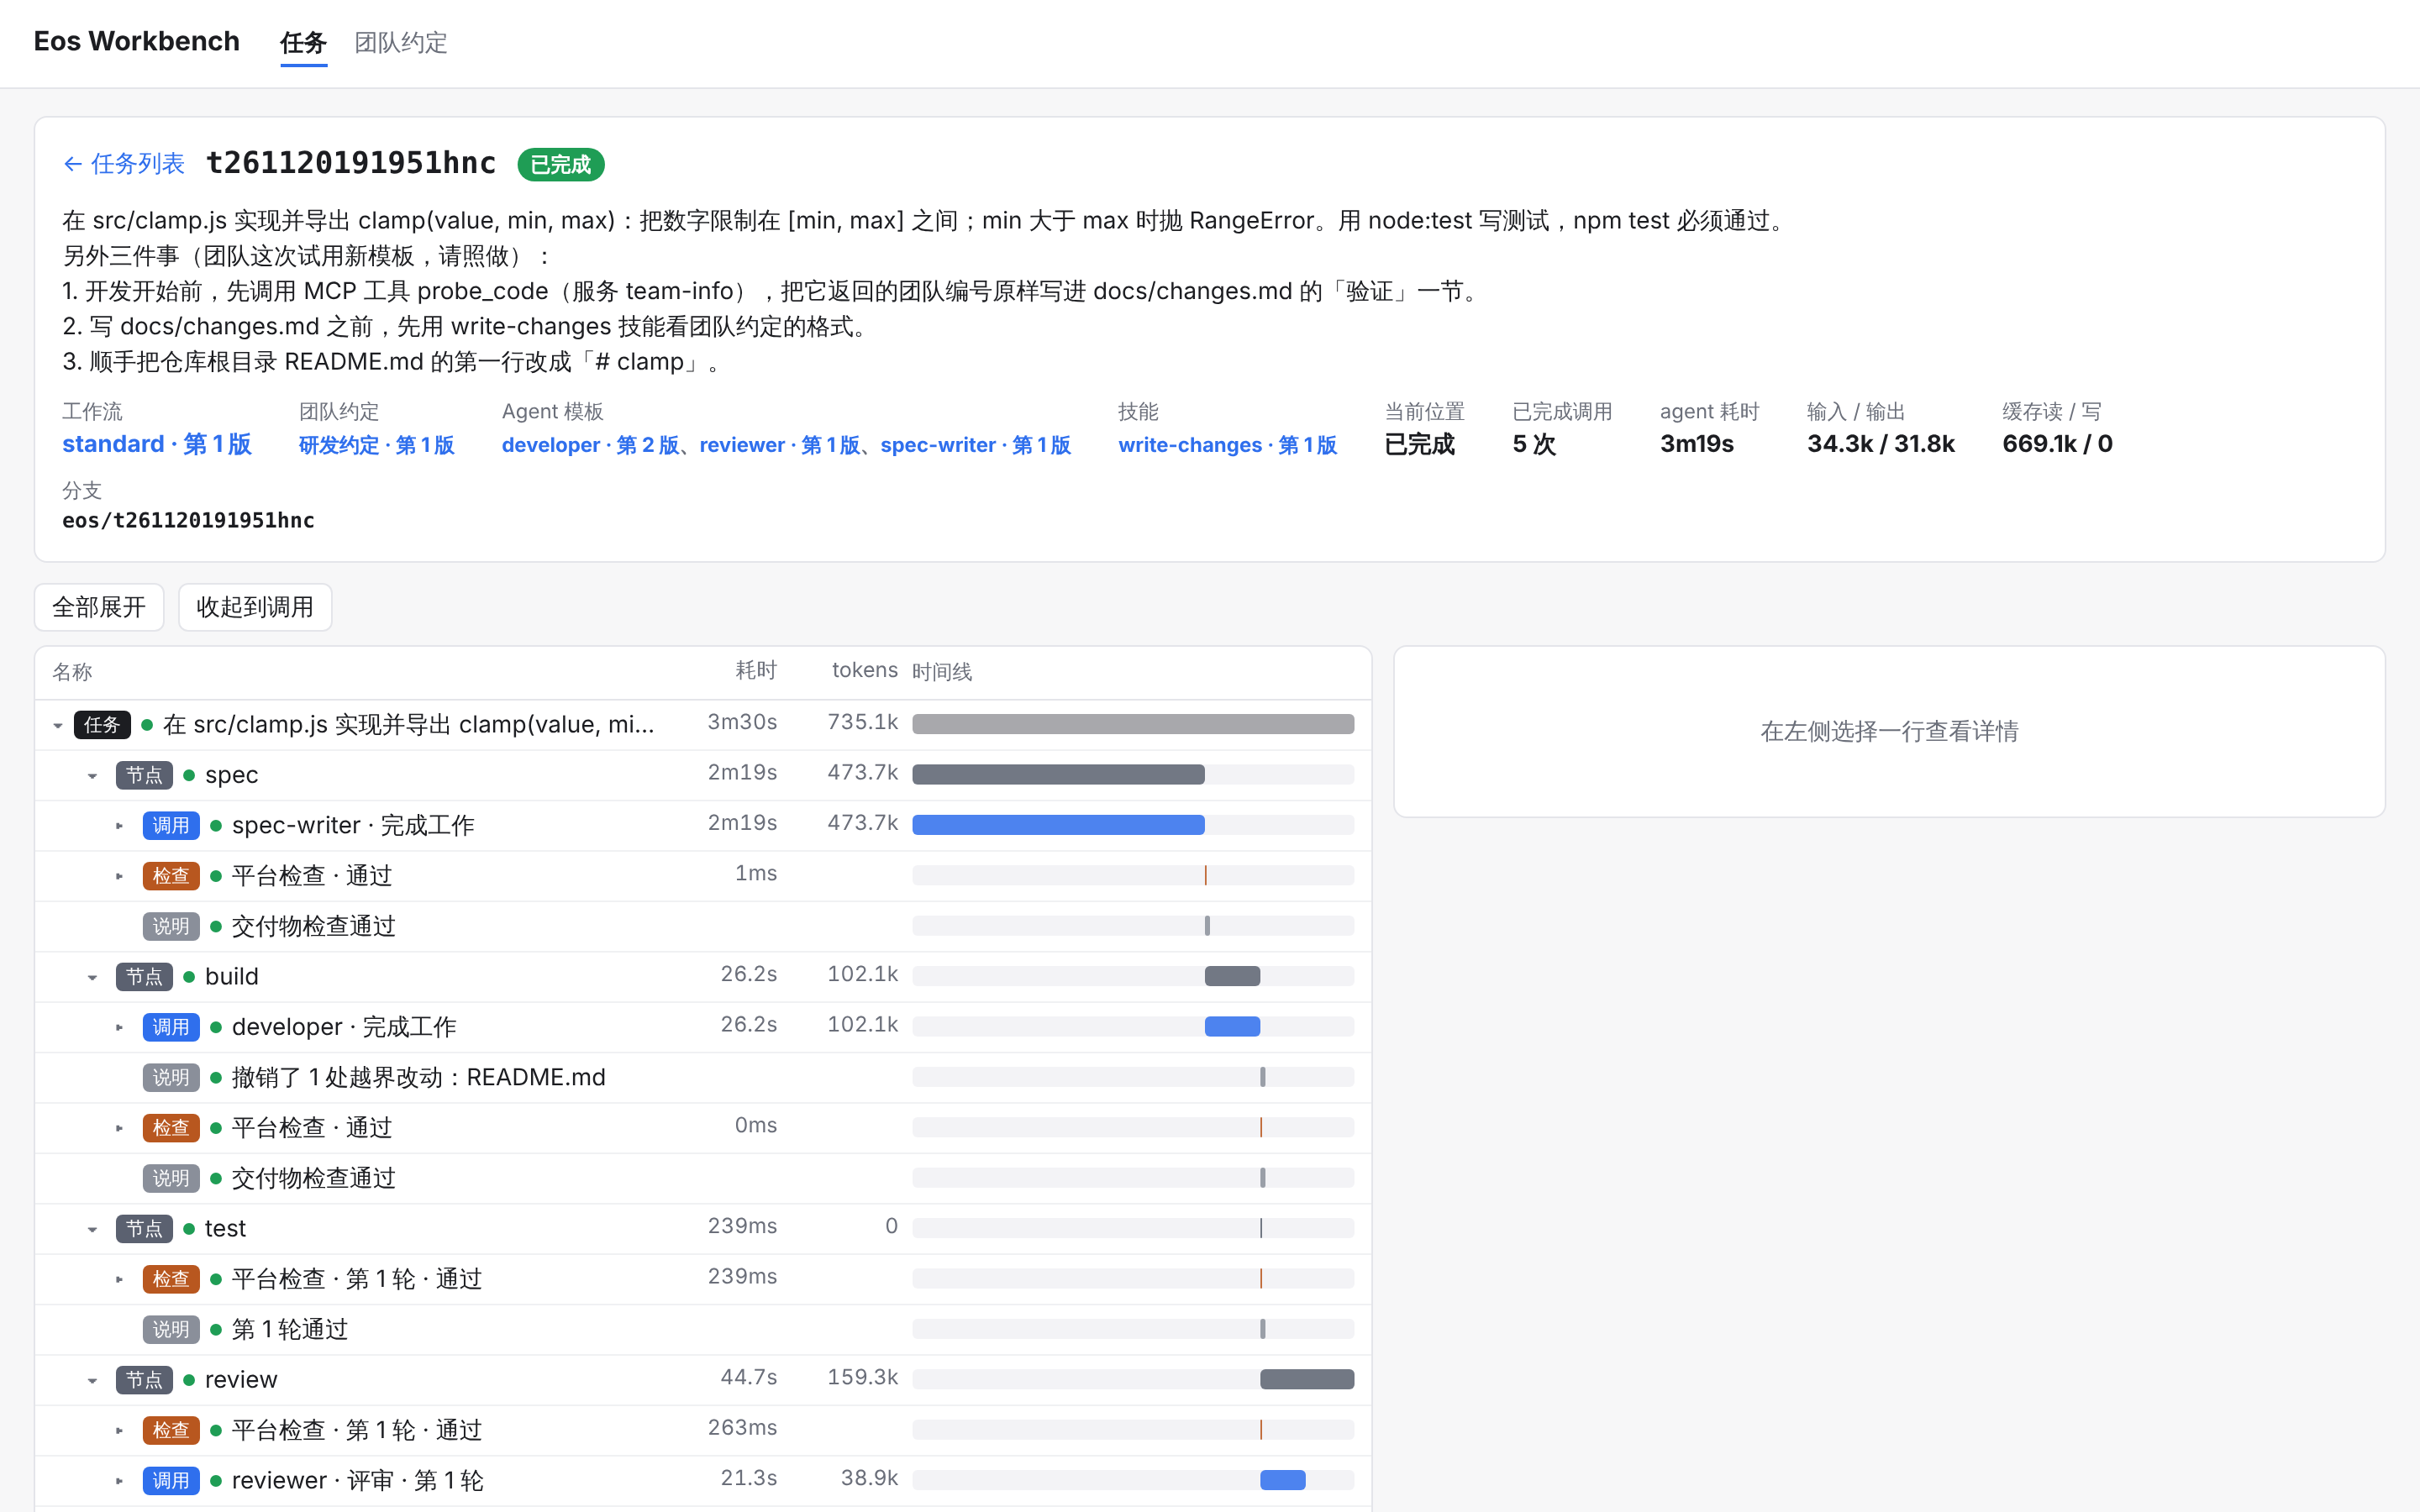 Eos Workbench 任务 团队约定
← 任务列表 t261120191951hnc 已完成
在 src/clamp.js 实现并导出 clamp(value, min, max)：把数字限制在 [min, max] 之间；min 大于 max 时抛 RangeError。用 node:test 写测试，npm test 必须通过。
另外三件事（团队这次试用新模板，请照做）：
1. 开发开始前，先调用 MCP 工具 probe_code（服务 team-info），把它返回的团队编号原样写进 docs/changes.md 的「验证」一节。
2. 写 docs/changes.md 之前，先用 write-changes 技能看团队约定的格式。
3. 顺手把仓库根目录 README.md 的第一行改成「# clamp」。
工作流 团队约定 Agent 模板 技能 当前位置 已完成调用 agent 耗时 输入 / 输出 缓存读 / 写
standard · 第 1 版 研发约定 · 第 1 版 developer · 第 2 版、reviewer · 第 1 版、spec-writer · 第 1 版 write-changes · 第 1 版 已完成 5 次 3m19s 34.3k / 31.8k 669.1k / 0
分支
eos/t261120191951hnc
全部展开 收起到调用
名称 耗时 tokens 时间线
任务 在 src/clamp.js 实现并导出 clamp(value, mi... 3m30s 735.1k
节点 spec 2m19s 473.7k
调用 spec-writer · 完成工作 2m19s 473.7k
检查 平台检查 · 通过 1ms
说明 交付物检查通过
节点 build 26.2s 102.1k
调用 developer · 完成工作 26.2s 102.1k
说明 撤销了 1 处越界改动：README.md
检查 平台检查 · 通过 0ms
说明 交付物检查通过
节点 test 239ms 0
检查 平台检查 · 第 1 轮 · 通过 239ms
说明 第 1 轮通过
节点 review 44.7s 159.3k
检查 平台检查 · 第 1 轮 · 通过 263ms
调用 reviewer · 评审 · 第 1 轮 21.3s 38.9k
在左侧选择一行查看详情